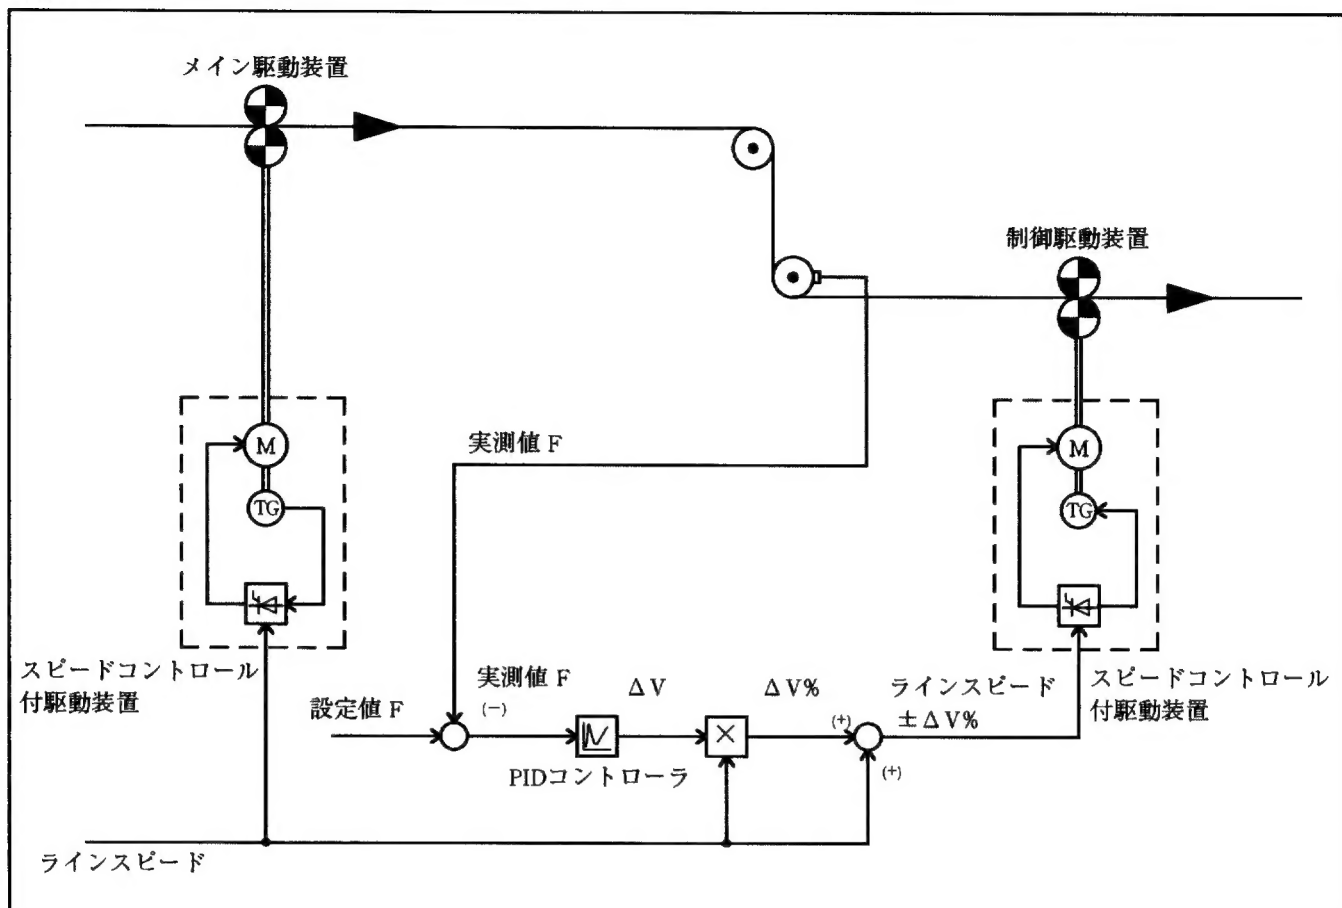 メイン駆動装置
制御駆動装置
M
TG
実測値 F
M
TG
スピードコントロール
付駆動装置
設定値 F
実測値 F
(−)
ΔV
ΔV%
×
PIDコントローラ
(+)
ラインスピード
±ΔV%
(+)
スピードコントロール
付駆動装置
ラインスピード